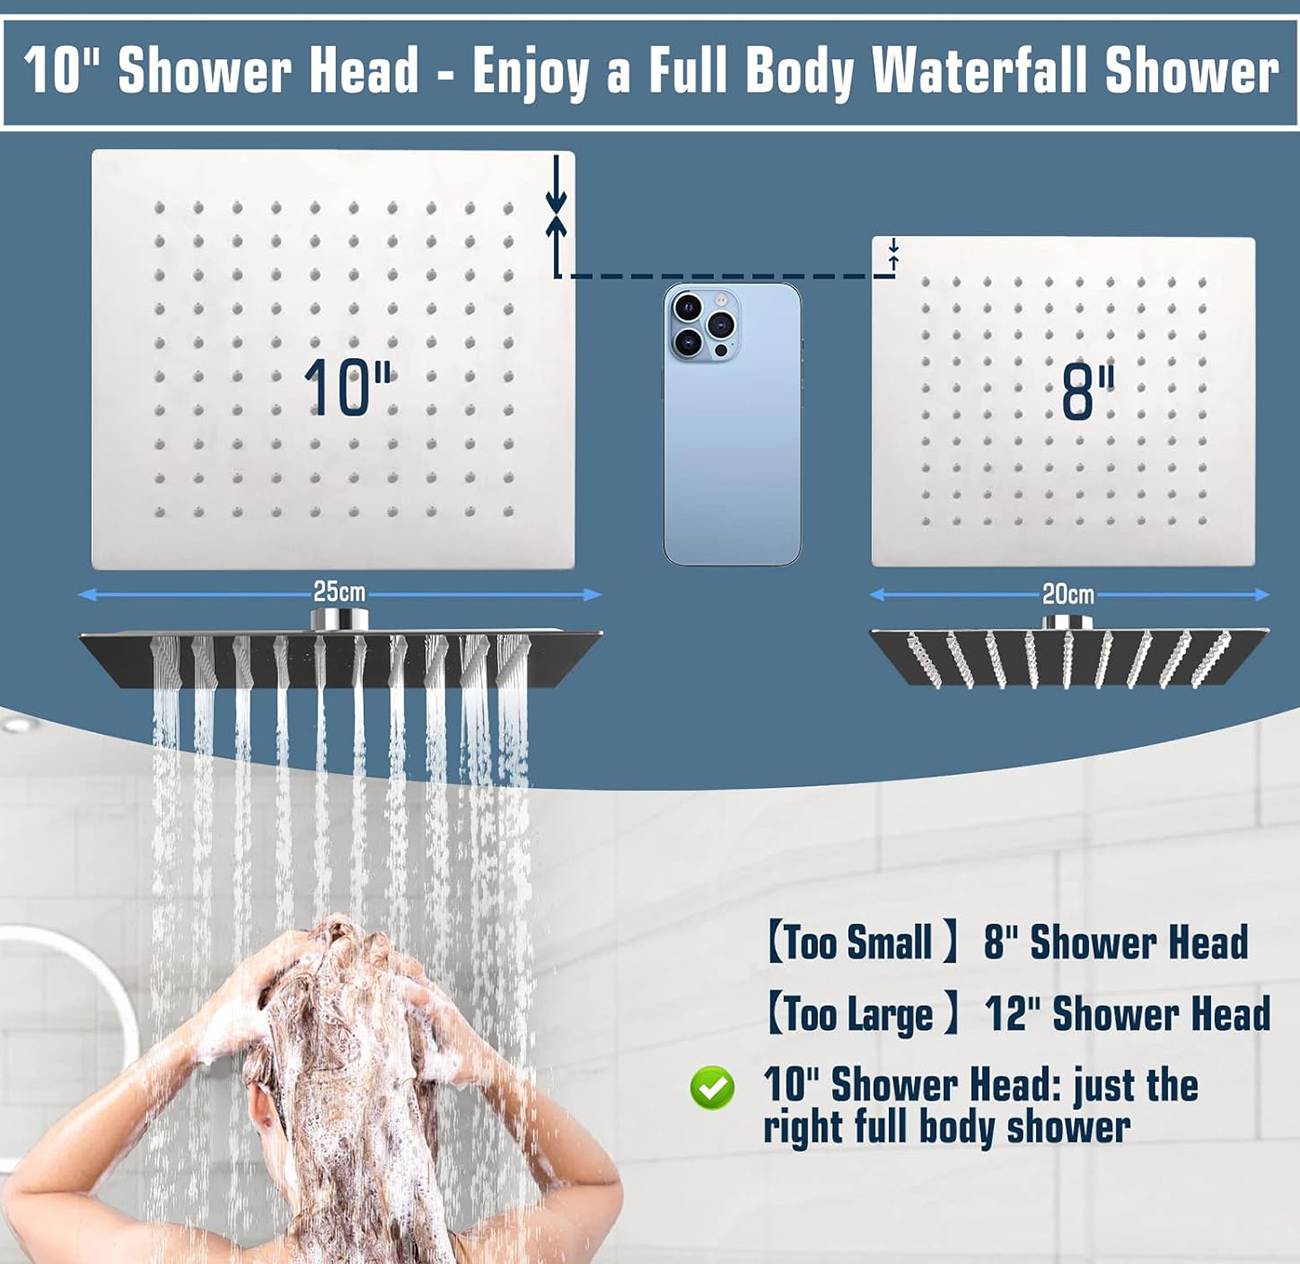 10" Shower Head - Enjoy a Full Body Waterfall Shower
10"
8"
25cm
20cm
【Too Small 】 8" Shower Head
【Too Large 】 12" Shower Head
10" Shower Head: just the
right full body shower